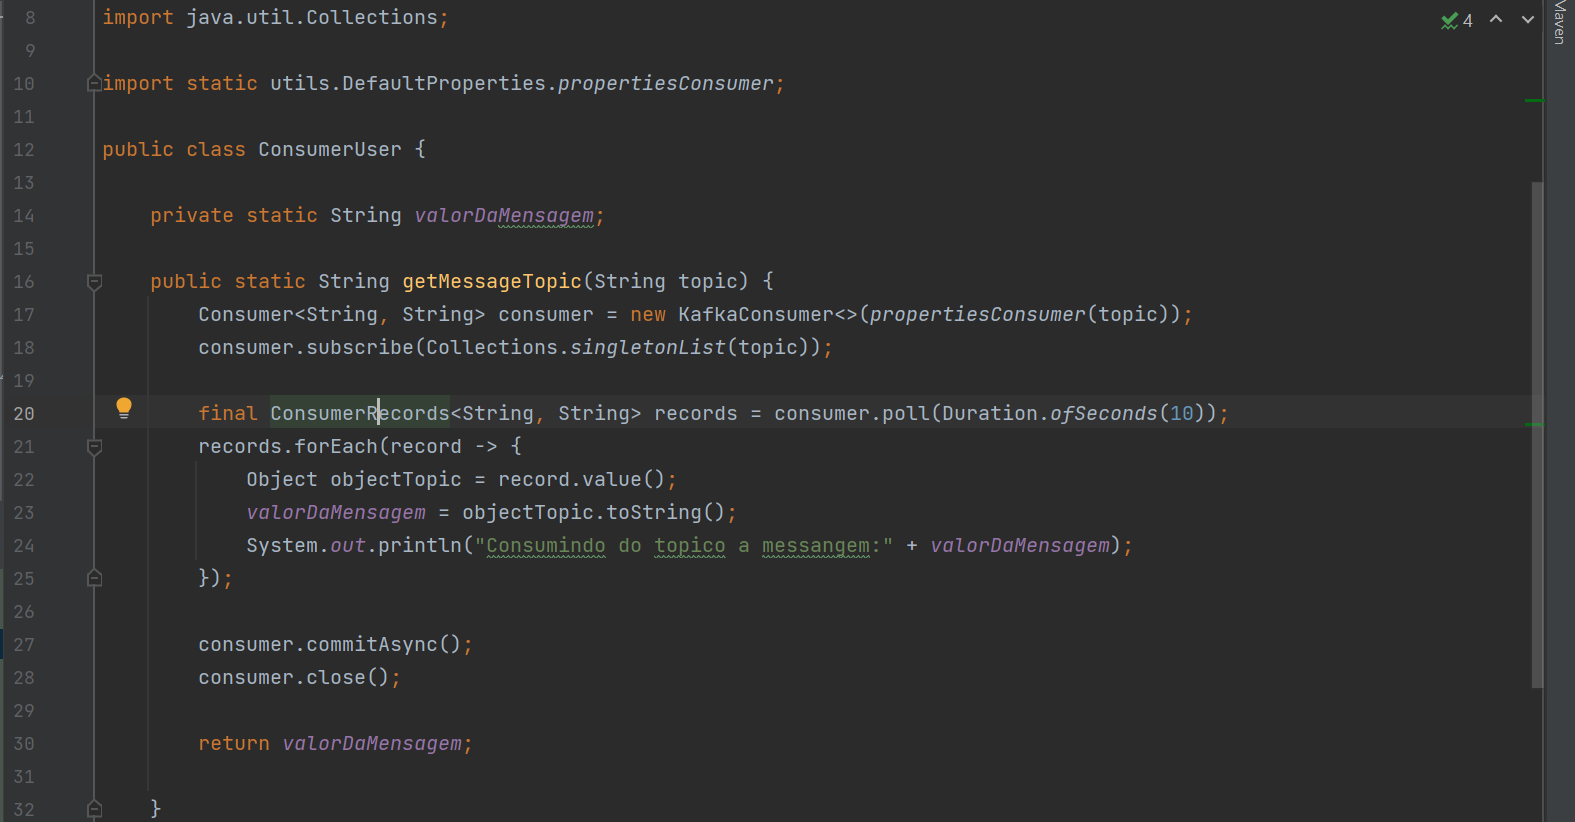 8 import java.util.Collections;
4
Maven
9
10 import static utils.DefaultProperties.propertiesConsumer;
11
12 public class ConsumerUser {
13
14 private static String valorDaMensagem;
15
16 public static String getMessageTopic(String topic) {
17 Consumer<String, String> consumer = new KafkaConsumer<>(propertiesConsumer(topic));
18 consumer.subscribe(Collections.singletonList(topic));
19
20 final ConsumerRecords<String, String> records = consumer.poll(Duration.ofSeconds(10));
21 records.forEach(record -> {
22 Object objectTopic = record.value();
23 valorDaMensagem = objectTopic.toString();
24 System.out.println("Consumindo do topico a messangem:" + valorDaMensagem);
25 });
26
27 consumer.commitAsync();
28 consumer.close();
29
30 return valorDaMensagem;
31
32 }